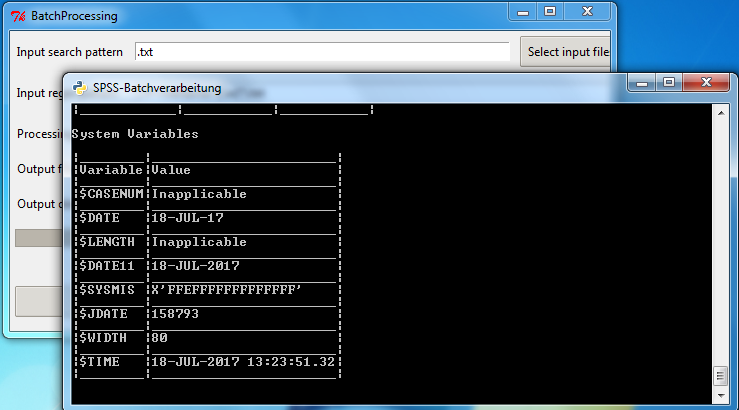 BatchProcessing
Input search pattern .txt Select input file
Input reg
SPSS-Batchverarbeitung
Processin
Output f
Output d
System Variables
Variable Value
$CASENUM Inapplicable
$DATE 18-JUL-17
$LENGTH Inapplicable
$DATE11 18-JUL-2017
$SYSMIS X'FFEFFFFFFFFFFFFF'
$JDATE 158793
$WIDTH 80
$TIME 18-JUL-2017 13:23:51.32